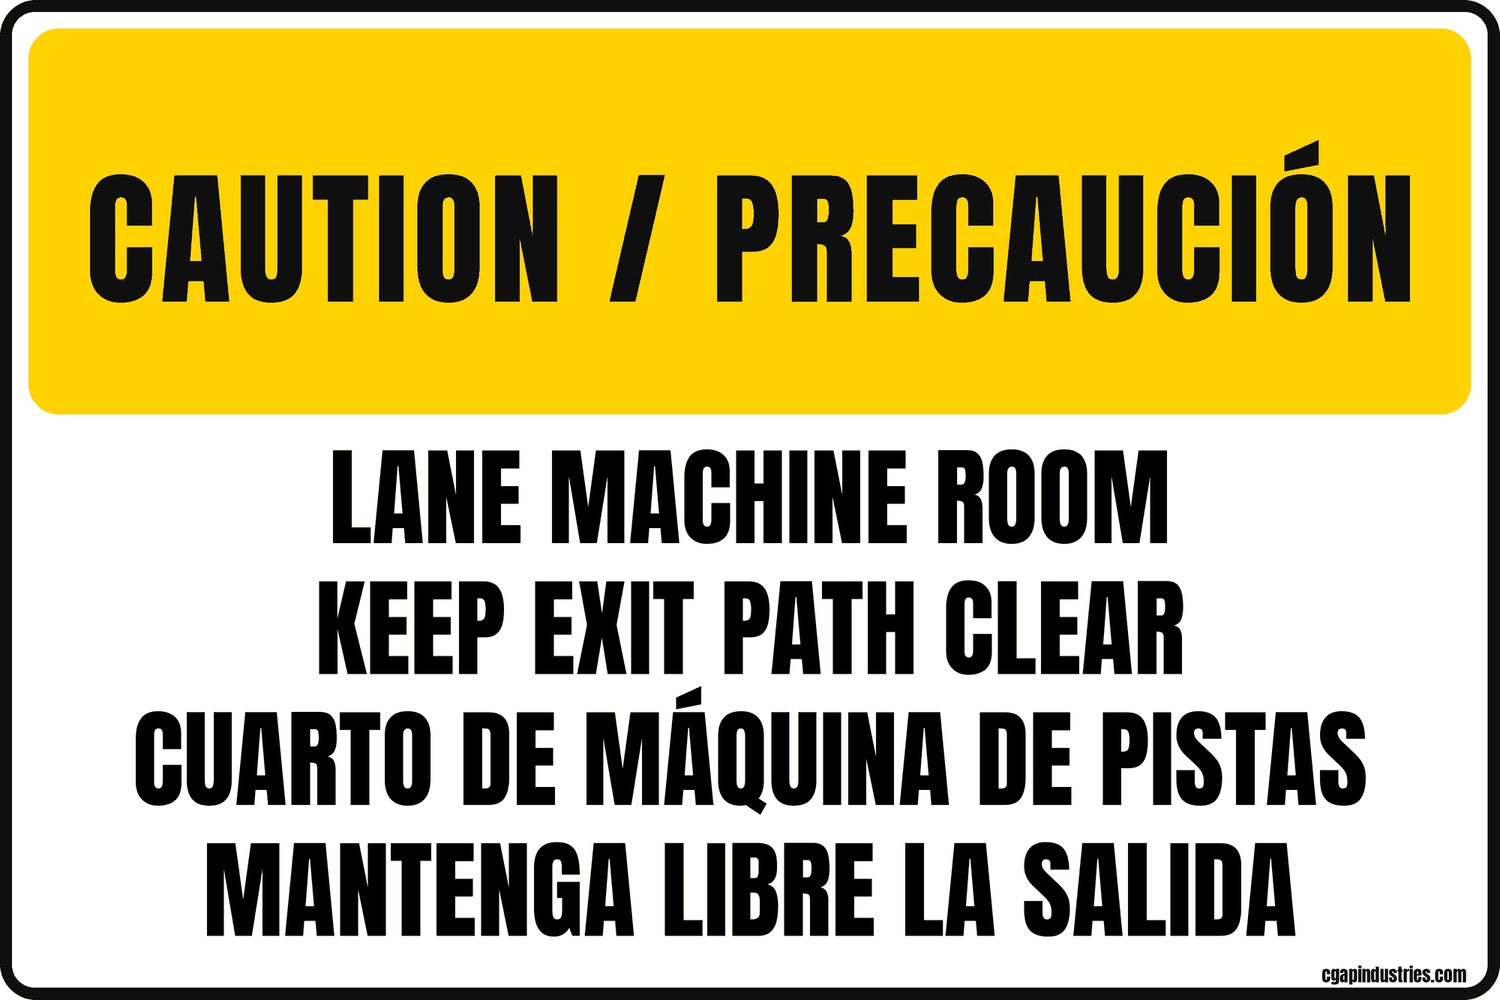 CAUTION / PRECAUCIÓN
LANE MACHINE ROOM
KEEP EXIT PATH CLEAR
CUARTO DE MÁQUINA DE PISTAS
MANTENGA LIBRE LA SALIDA
cgapindustries.com